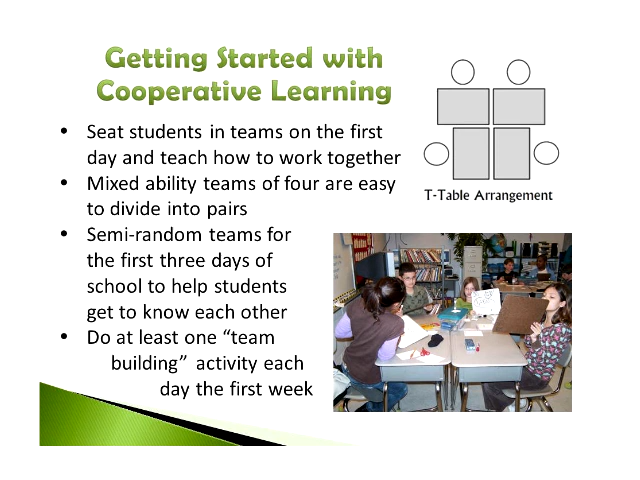 Getting Started with
Cooperative Learning
• Seat students in teams on the first
day and teach how to work together
• Mixed ability teams of four are easy
to divide into pairs
• Semi-random teams for
the first three days of
school to help students
get to know each other
• Do at least one “team
building” activity each
day the first week
T-Table Arrangement